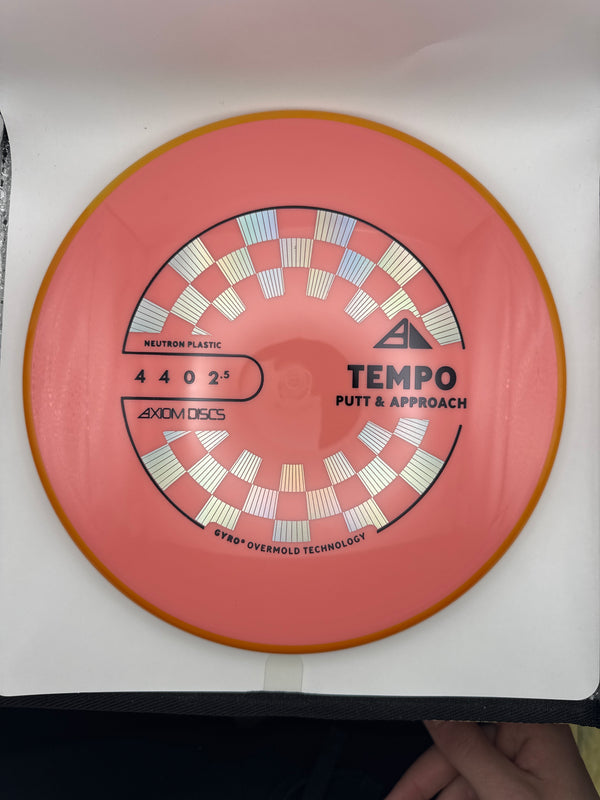 NEUTRON PLASTIC
4 4 0 2.5
AXIOM DISCS
TEMPO
PUTT & APPROACH
GYRO® OVERMOLD TECHNOLOGY